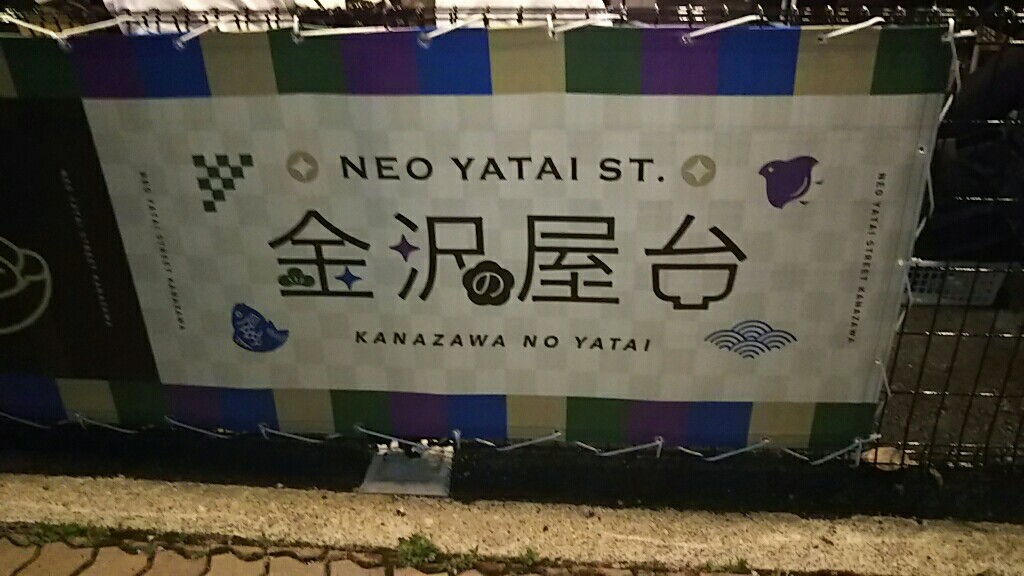 NEO YATAI ST.
金沢の屋台
KANAZAWA NO YATAI
NEO YATAI STREET KANAZAWA
NEO YATAI STREET KANAZAWA